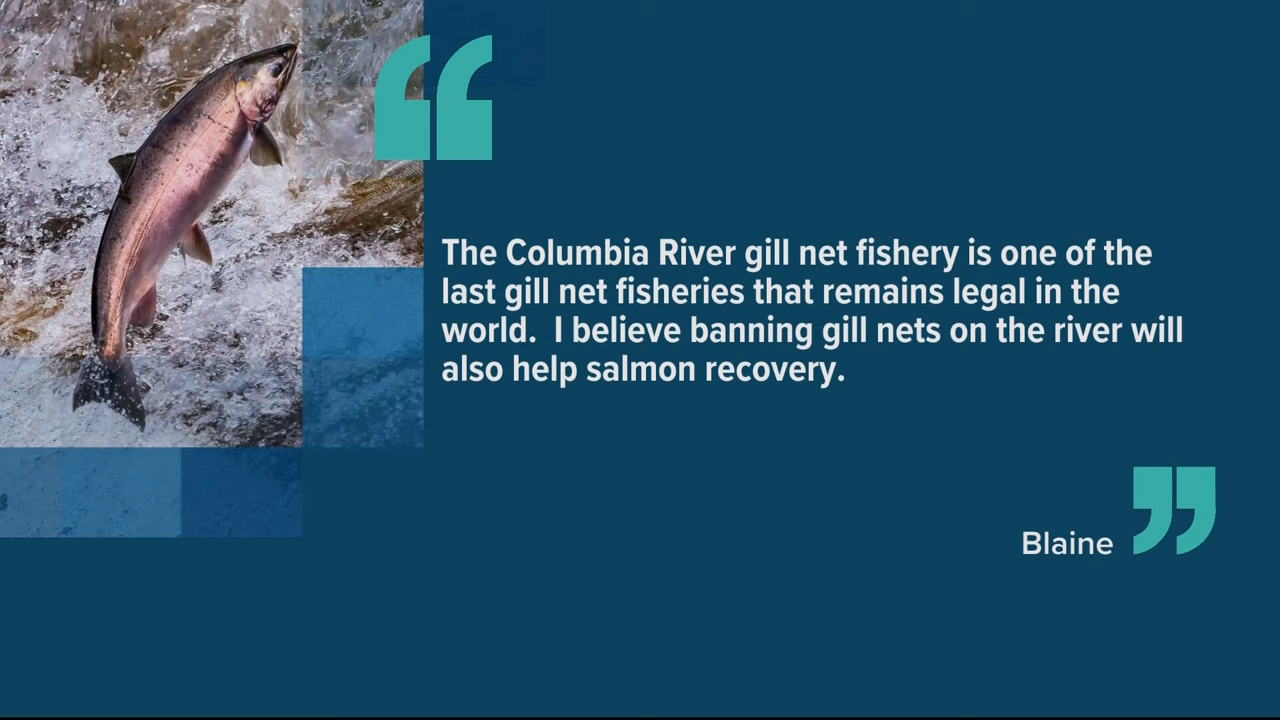 “
The Columbia River gill net fishery is one of the
last gill net fisheries that remains legal in the
world.  I believe banning gill nets on the river will
also help salmon recovery.
Blaine ”